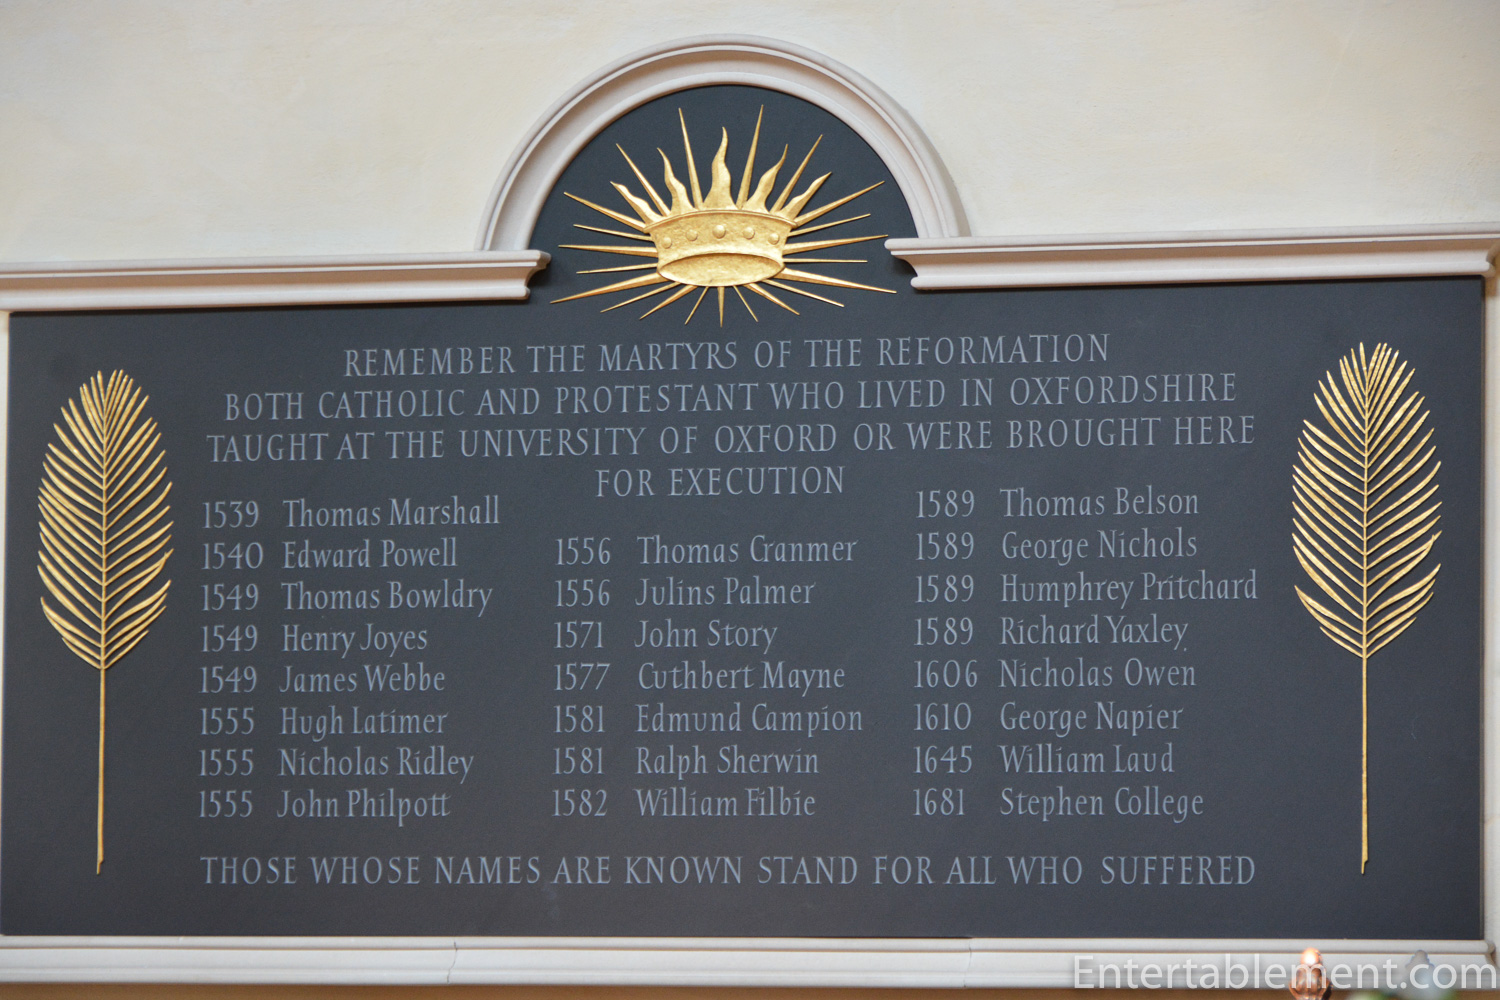 REMEMBER THE MARTYRS OF THE REFORMATION
BOTH CATHOLIC AND PROTESTANT WHO LIVED IN OXFORDSHIRE
TAUGHT AT THE UNIVERSITY OF OXFORD OR WERE BROUGHT HERE
FOR EXECUTION
1539 Thomas Marshall
1540 Edward Powell
1549 Thomas Bowldry
1549 Henry Joyes
1549 James Webbe
1555 Hugh Latimer
1555 Nicholas Ridley
1555 John Philpott
1556 Thomas Cranmer
1556 Julins Palmer
1571 John Story
1577 Cuthbert Mayne
1581 Edmund Campion
1581 Ralph Sherwin
1582 William Filbie
1589 Thomas Belson
1589 George Nichols
1589 Humphrey Pritchard
1589 Richard Yaxley
1606 Nicholas Owen
1610 George Napier
1645 William Laud
1681 Stephen College
THOSE WHOSE NAMES ARE KNOWN STAND FOR ALL WHO SUFFERED
Entertablement.com